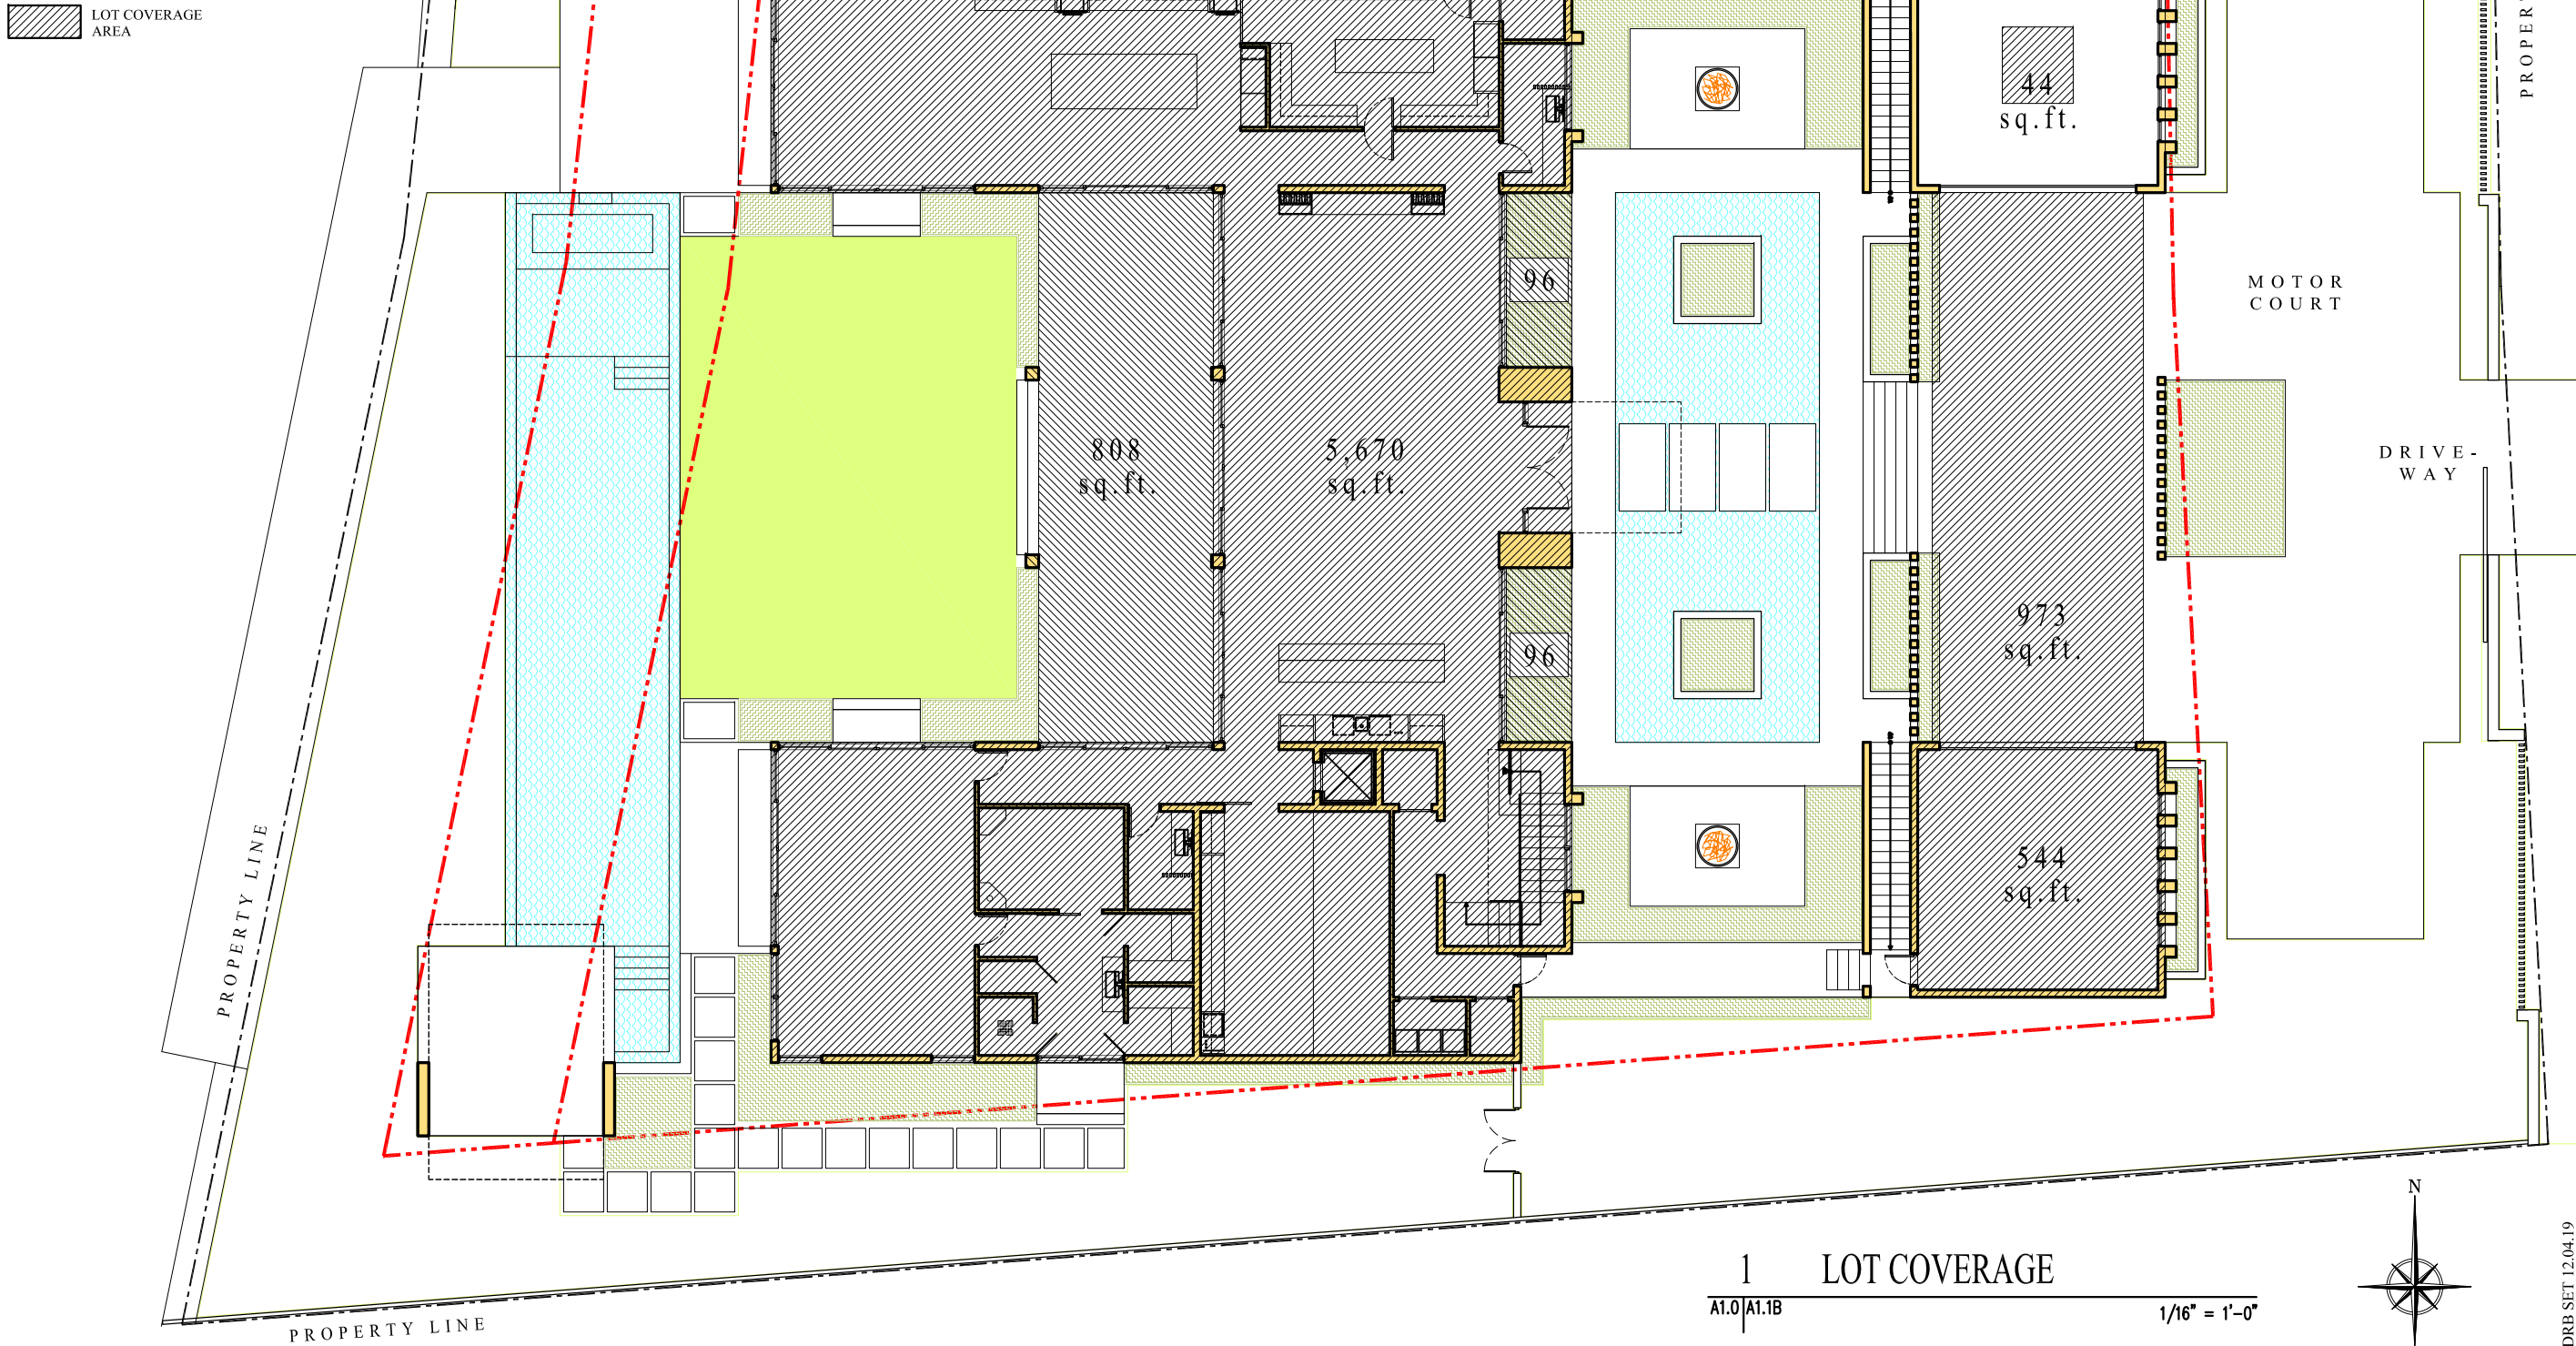 LOT COVERAGE
AREA
PROPERT
44
sq.ft.
96
MOTOR
COURT
808
sq.ft.
5,670
sq.ft.
DRIVE-
WAY
973
sq.ft.
96
544
sq.ft.
PROPERTY LINE
N
1 LOT COVERAGE
A1.0 A1.1B 1/16" = 1'-0"
PROPERTY LINE
DRB SET 12.04.19